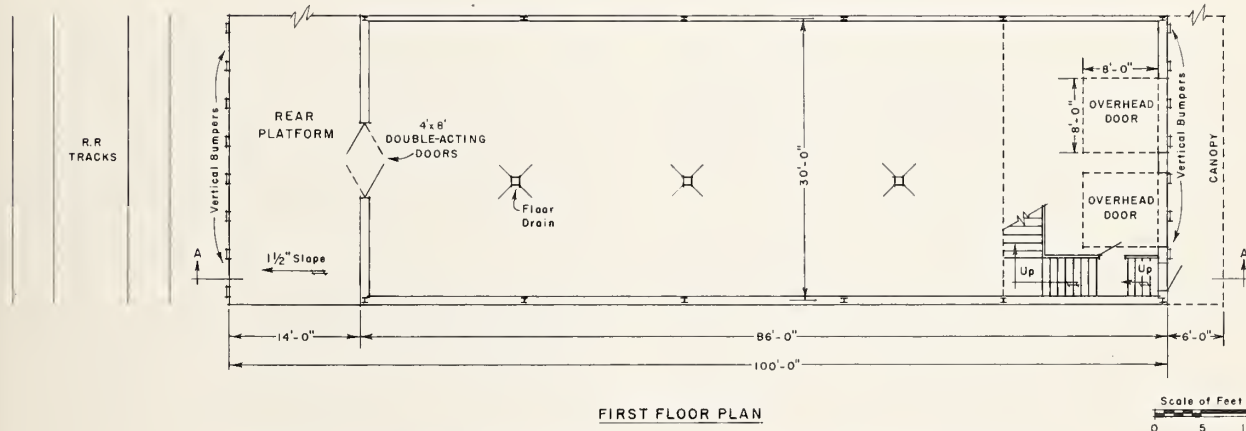 R.R
TRACKS
Vertical Bumpers
REAR
PLATFORM
4'x8'
DOUBLE-ACTING
DOORS
Floor
Drain
30'-0"
8'-0"
8'-0"
OVERHEAD
DOOR
OVERHEAD
DOOR
Vertical Bumpers
CANOPY
A
1½" Slope
Up
Up
A
14'-0"
86'-0"
6'-0"
100'-0"
FIRST FLOOR PLAN
Scale of Feet
0 5 1